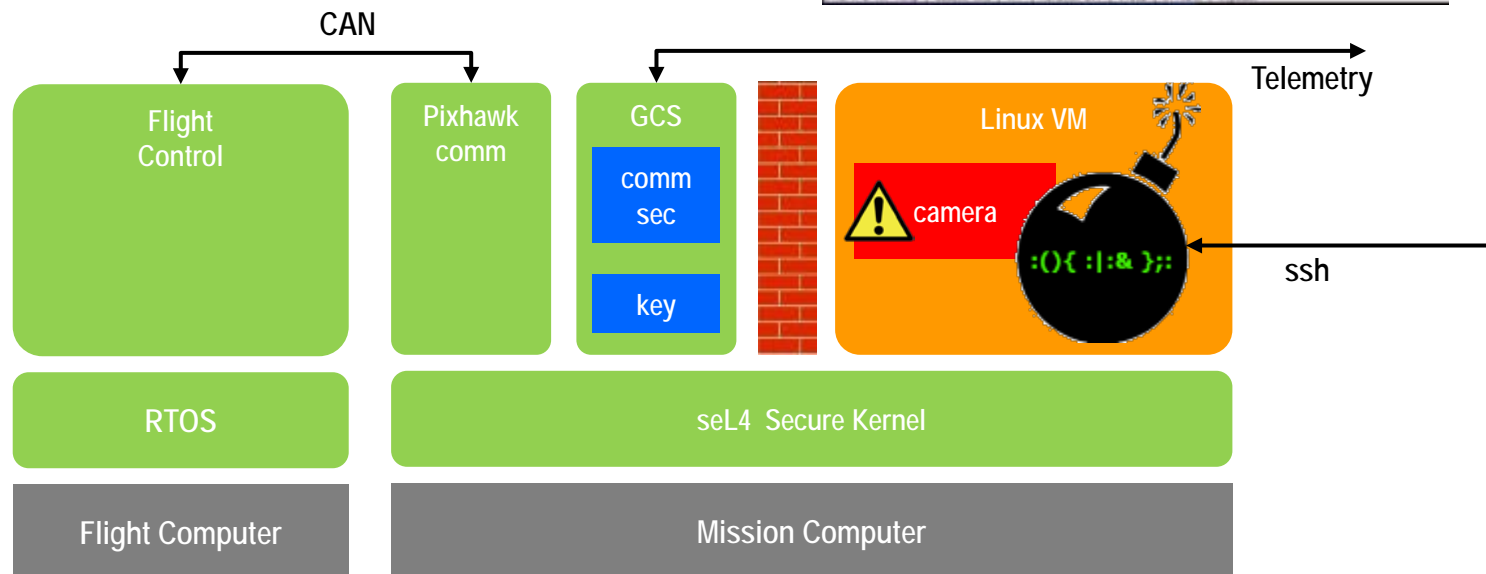 CAN
Telemetry
Flight
Control
Pixhawk
comm
GCS
comm
sec
key
Linux VM
camera
:(){ :|:& };:
ssh
RTOS
seL4 Secure Kernel
Flight Computer
Mission Computer